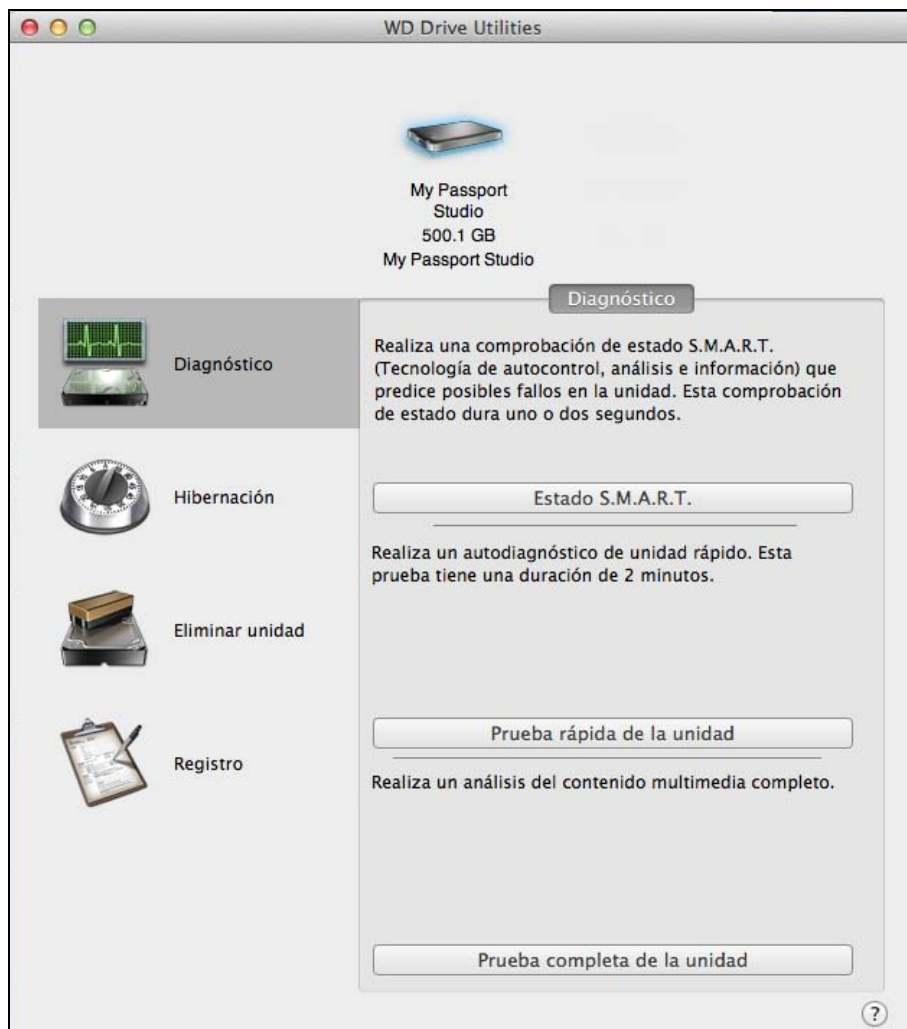 WD Drive Utilities
My Passport
Studio
500.1 GB
My Passport Studio
Diagnóstico
Hibernación
Eliminar unidad
Registro
Diagnóstico
Realiza una comprobación de estado S.M.A.R.T.
(Tecnología de autocontrol, análisis e información) que
predice posibles fallos en la unidad. Esta comprobación
de estado dura uno o dos segundos.
Estado S.M.A.R.T.
Realiza un autodiagnóstico de unidad rápido. Esta
prueba tiene una duración de 2 minutos.
Prueba rápida de la unidad
Realiza un análisis del contenido multimedia completo.
Prueba completa de la unidad
?